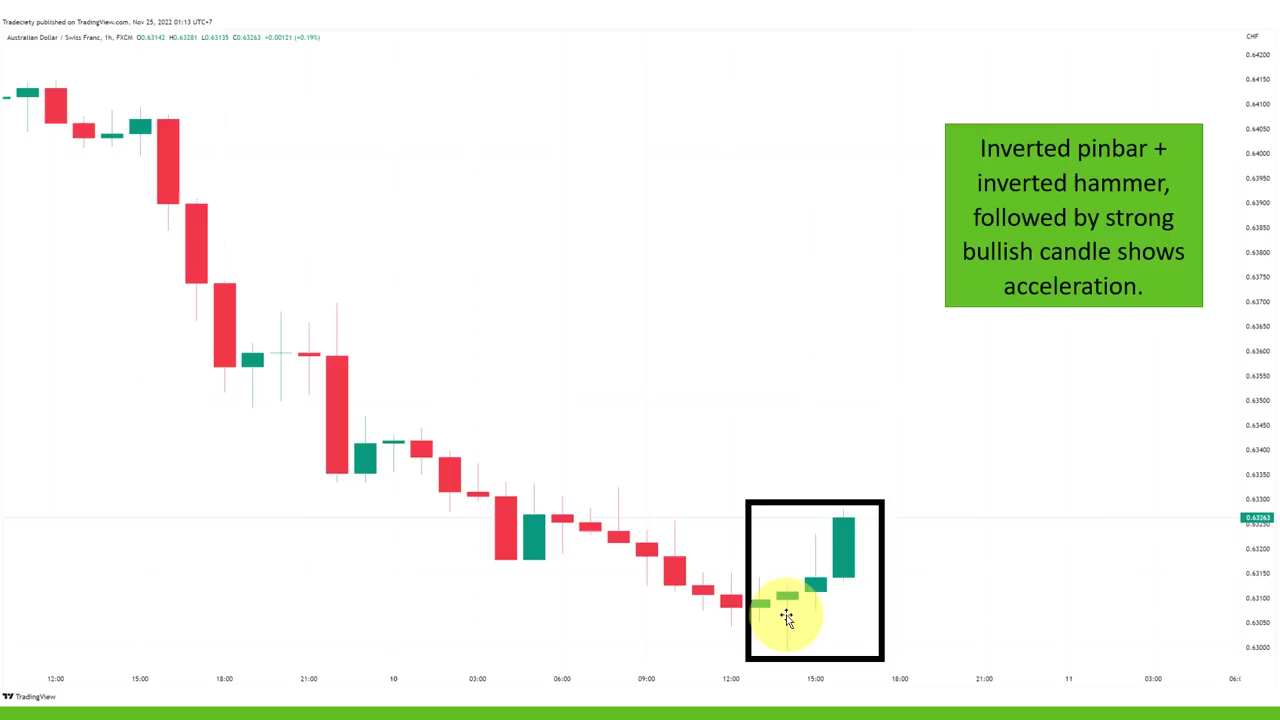 Tradeciety published on TradingView.com, Nov 25, 2022 01:13 UTC+7
Australian Dollar / Swiss Franc, 1h, FXCM O0.63142 H0.63281 L0.63135 C0.63263 +0.00121 (+0.19%)
CHF
0.64200
0.64150
0.64100
0.64050
0.64000
0.63950
0.63900
0.63850
0.63800
0.63750
0.63700
0.63650
0.63600
0.63550
0.63500
0.63450
0.63400
0.63350
0.63300
0.63263
0.63250
0.63200
0.63150
0.63100
0.63050
0.63000
Inverted pinbar +
inverted hammer,
followed by strong
bullish candle shows
acceleration.
12:00 15:00 18:00 21:00 10 03:00 06:00 09:00 12:00 15:00 18:00 21:00 11 03:00 06:0
TradingView